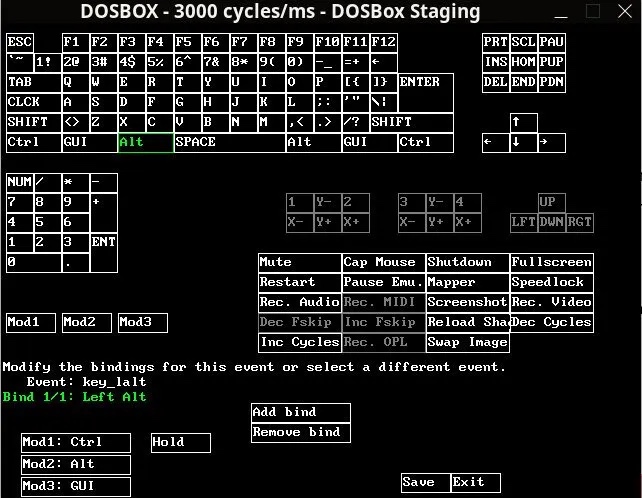 DOSBOX - 3000 cycles/ms - DOSBox Staging
ESC F1 F2 F3 F4 F5 F6 F7 F8 F9 F10 F11 F12 PRT SCL PAU
`~ 1! 2@ 3# 4$ 5% 6^ 7& 8* 9( 0) -_ =+ ← INS HOM PUP
TAB Q W E R T Y U I O P [{ ]} ENTER DEL END PDN
CLCK A S D F G H J K L ;: '" \¦
SHIFT <> Z X C V B N M ,< .> /? SHIFT ↑
Ctrl GUI Alt SPACE Alt GUI Ctrl ← ↓ →
NUM / * -
7 8 9 + 1 Y- 2 3 Y- 4 UP
4 5 6 X- Y+ X+ X- Y+ X+ LFT DWN RGT
1 2 3 ENT
0 .
Mute Cap Mouse Shutdown Fullscreen
Restart Pause Emu. Mapper Speedlock
Rec. Audio Rec. MIDI Screenshot Rec. Video
Mod1 Mod2 Mod3 Dec Fskip Inc Fskip Reload Shad Dec Cycles
Inc Cycles Rec. OPL Swap Image
Modify the bindings for this event or select a different event.
Event: key_lalt
Bind 1/1: Left Alt
Add bind
Remove bind
Mod1: Ctrl Hold
Mod2: Alt
Mod3: GUI
Save Exit